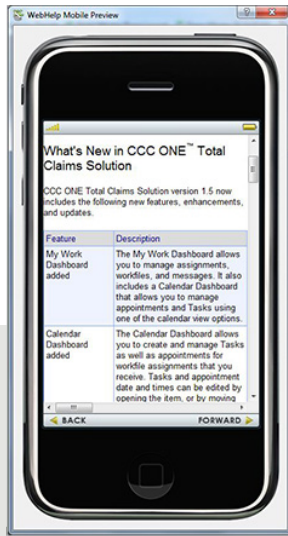 WebHelp Mobile Preview
What's New in CCC ONE™ Total
Claims Solution
CCC ONE Total Claims Solution version 1.5 now
includes the following new features, enhancements,
and updates.
Feature Description
My Work Dashboard added
The My Work Dashboard allows
you to manage assignments,
workfiles, and messages. It also
includes a Calendar Dashboard
that allows you to manage
appointments and Tasks using
one of the calendar view options.
Calendar Dashboard added
The Calendar Dashboard allows
you to create and manage Tasks
as well as appointments for
workfile assignments that you
receive. Tasks and appointment
date and times can be edited by
opening the item, or by moving
BACK FORWARD